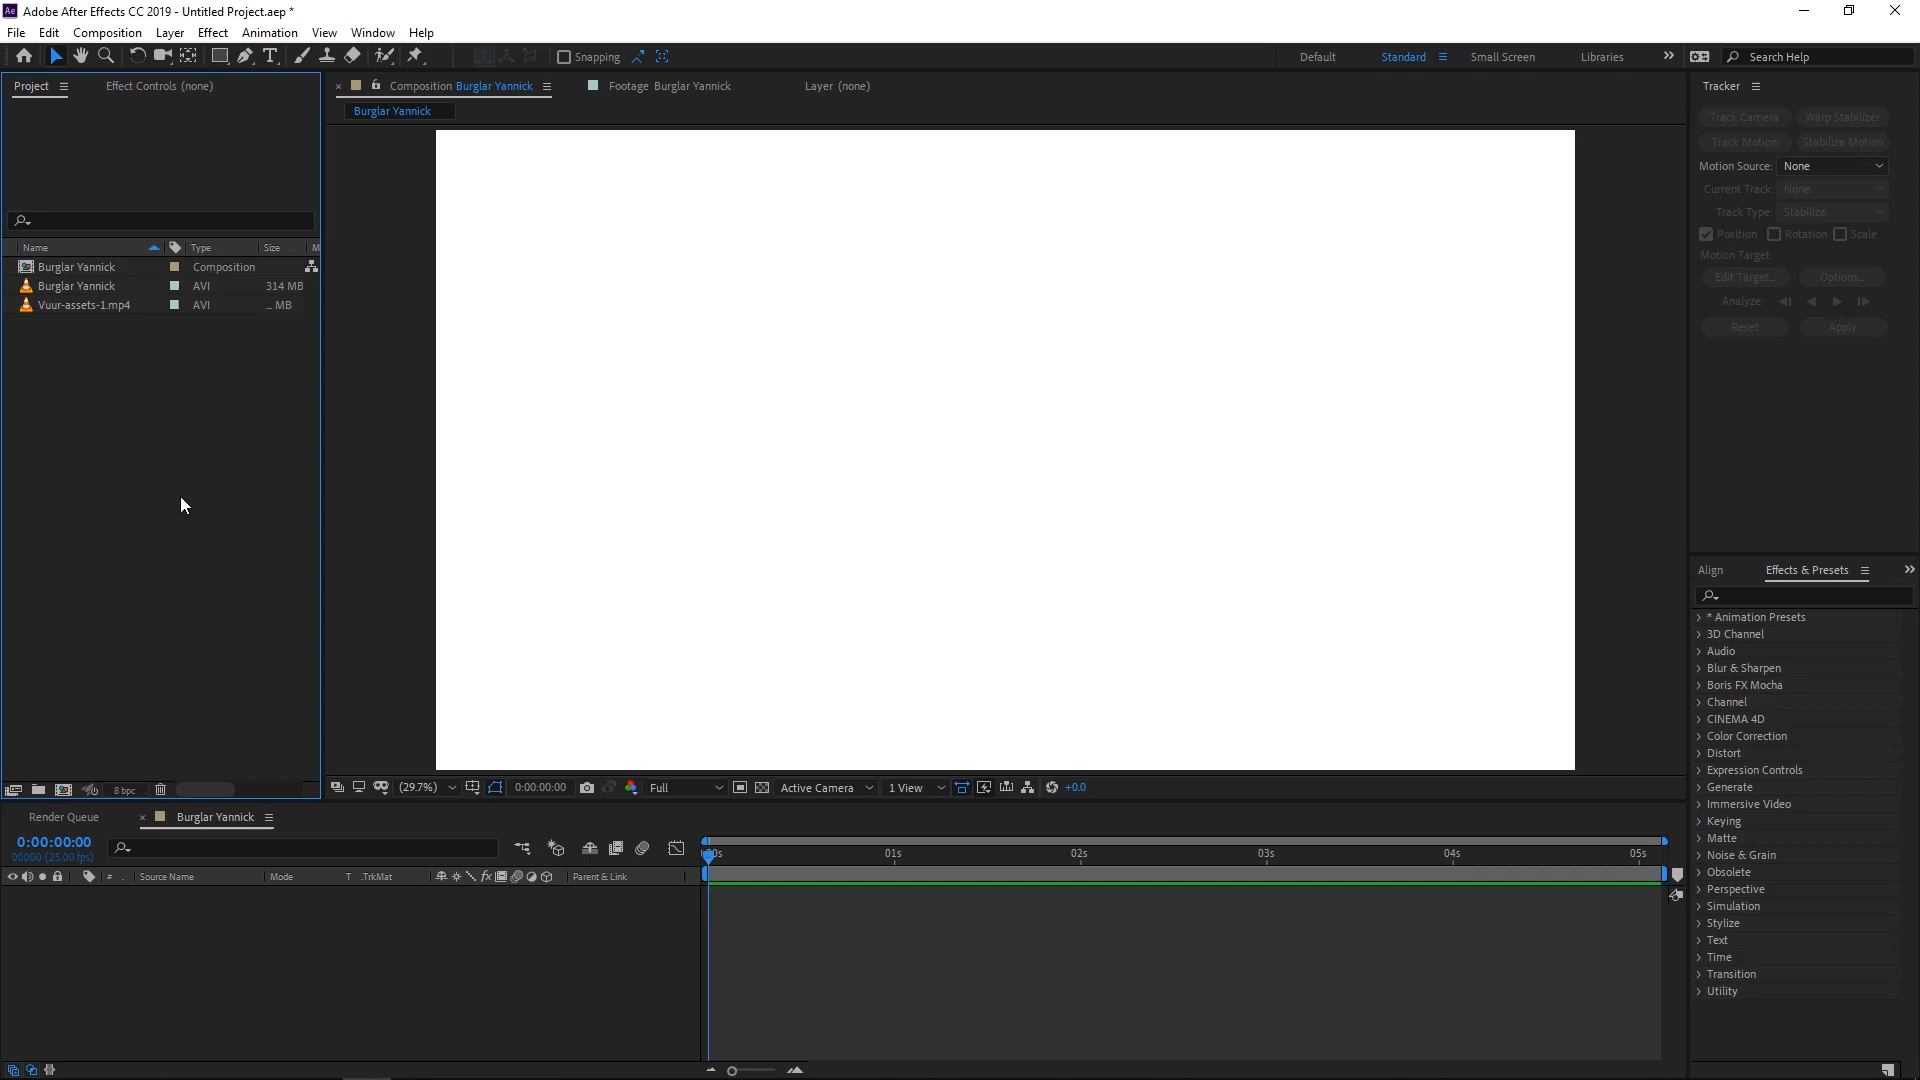 Ae Adobe After Effects CC 2019 - Untitled Project.aep *
File Edit Composition Layer Effect Animation View Window Help
Snapping Default Standard Small Screen Libraries Search Help
Project Effect Controls (none) Composition Burglar Yannick Footage Burglar Yannick Layer (none) Tracker
Burglar Yannick
Track Camera Warp Stabilizer
Track Motion Stabilize Motion
Motion Source: None
Current Track: None
Track Type: Stabilize
Position Rotation Scale
Motion Target:
Edit Target... Options...
Analyze:
Reset Apply
Name Type Size M
Burglar Yannick Composition
Burglar Yannick AVI 314 MB
Vuur-assets-1.mp4 AVI ... MB
Align Effects & Presets
* Animation Presets
3D Channel
Audio
Blur & Sharpen
Boris FX Mocha
Channel
CINEMA 4D
Color Correction
Distort
Expression Controls
Generate
Immersive Video
Keying
Matte
Noise & Grain
Obsolete
Perspective
Simulation
Stylize
Text
Time
Transition
Utility
8 bpc (29.7%) 0:00:00:00 Full Active Camera 1 View +0.0
Render Queue Burglar Yannick
0:00:00:00
00000 (25.00 fps)
01s 02s 03s 04s 05s
# Source Name Mode T .TrkMat fx Parent & Link